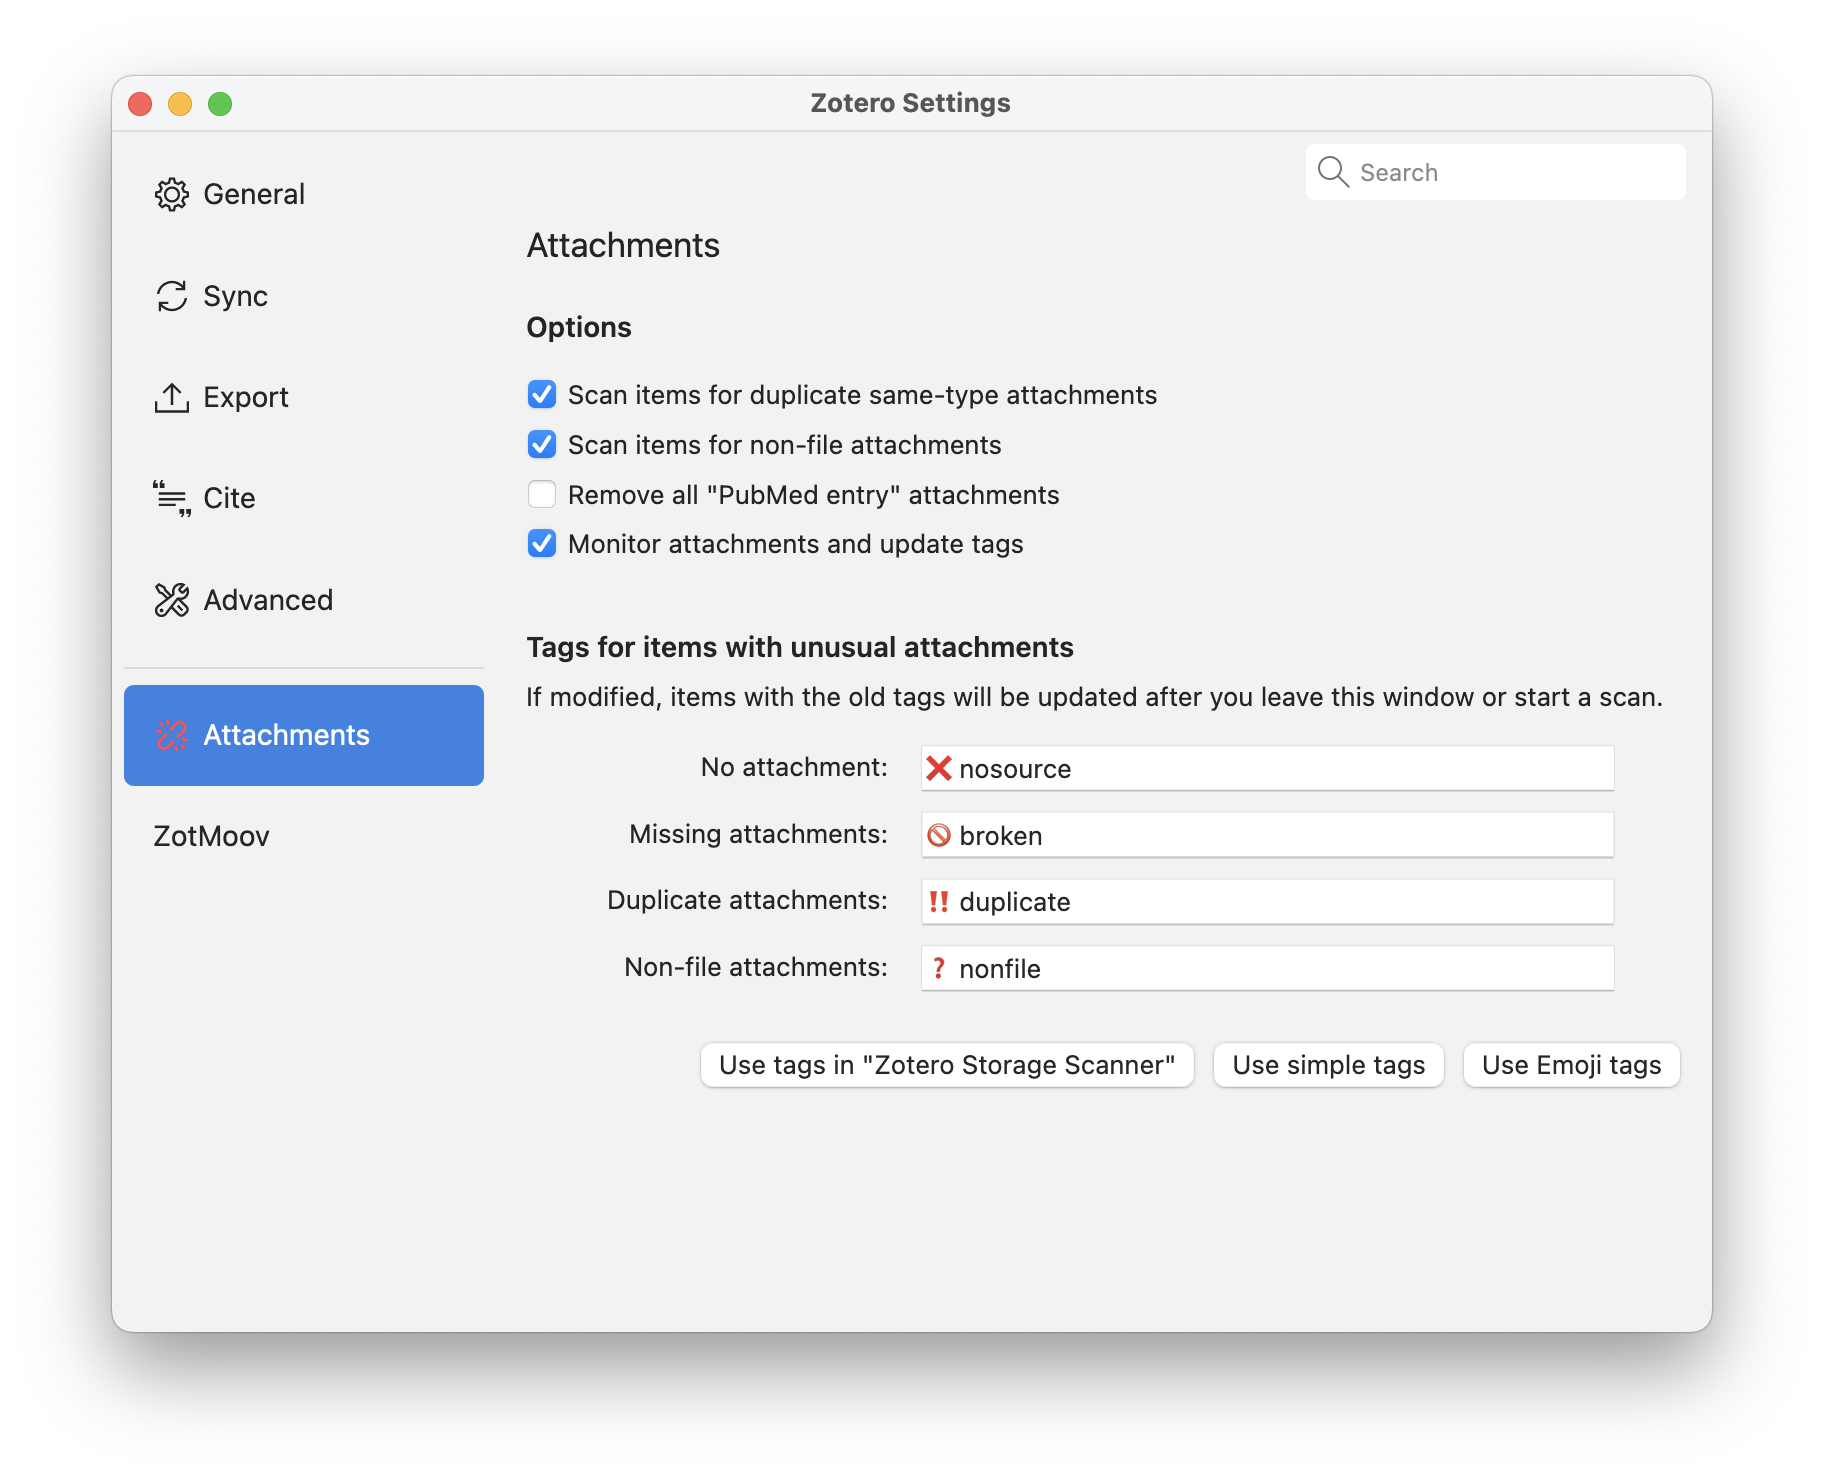 Zotero Settings
Search
General
Sync
Export
Cite
Advanced
Attachments
ZotMoov
Attachments
Options
Scan items for duplicate same-type attachments
Scan items for non-file attachments
Remove all "PubMed entry" attachments
Monitor attachments and update tags
Tags for items with unusual attachments
If modified, items with the old tags will be updated after you leave this window or start a scan.
No attachment: ❌ nosource
Missing attachments: 🚫 broken
Duplicate attachments: ‼️ duplicate
Non-file attachments: ❓ nonfile
Use tags in "Zotero Storage Scanner" Use simple tags Use Emoji tags